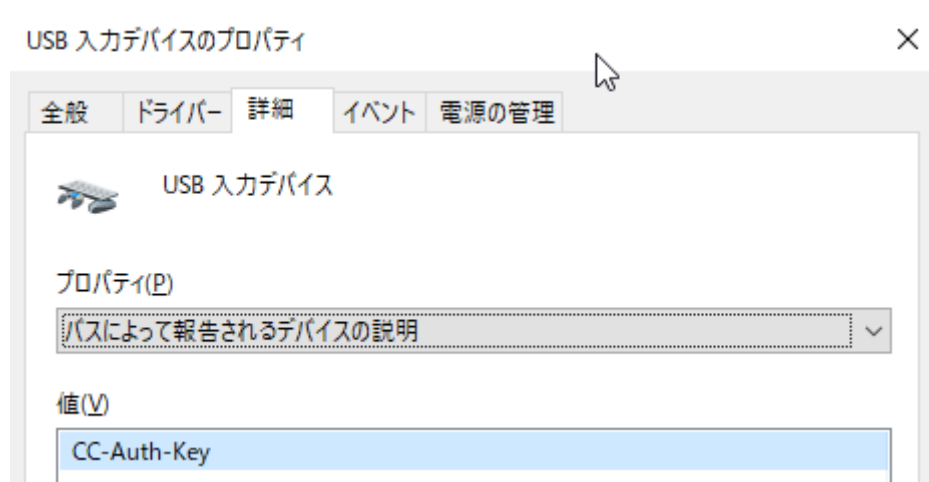 USB 入力デバイスのプロパティ
全般 ドライバー 詳細 イベント 電源の管理
USB 入力デバイス
プロパティ(P)
バスによって報告されるデバイスの説明
値(V)
CC-Auth-Key